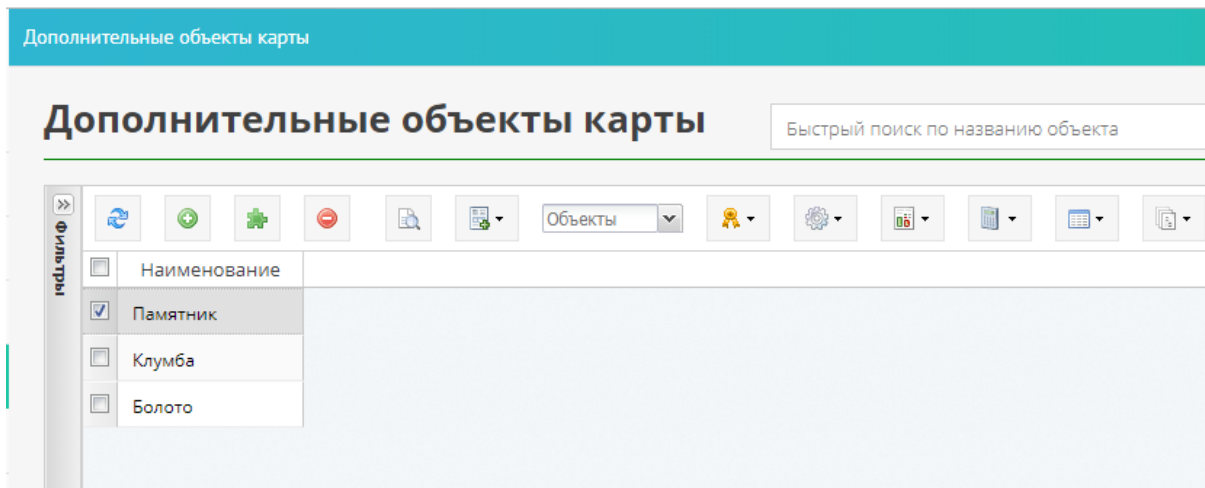 Дополнительные объекты карты
Дополнительные объекты карты
Быстрый поиск по названию объекта
Фильтры
Объекты
Наименование
Памятник
Клумба
Болото